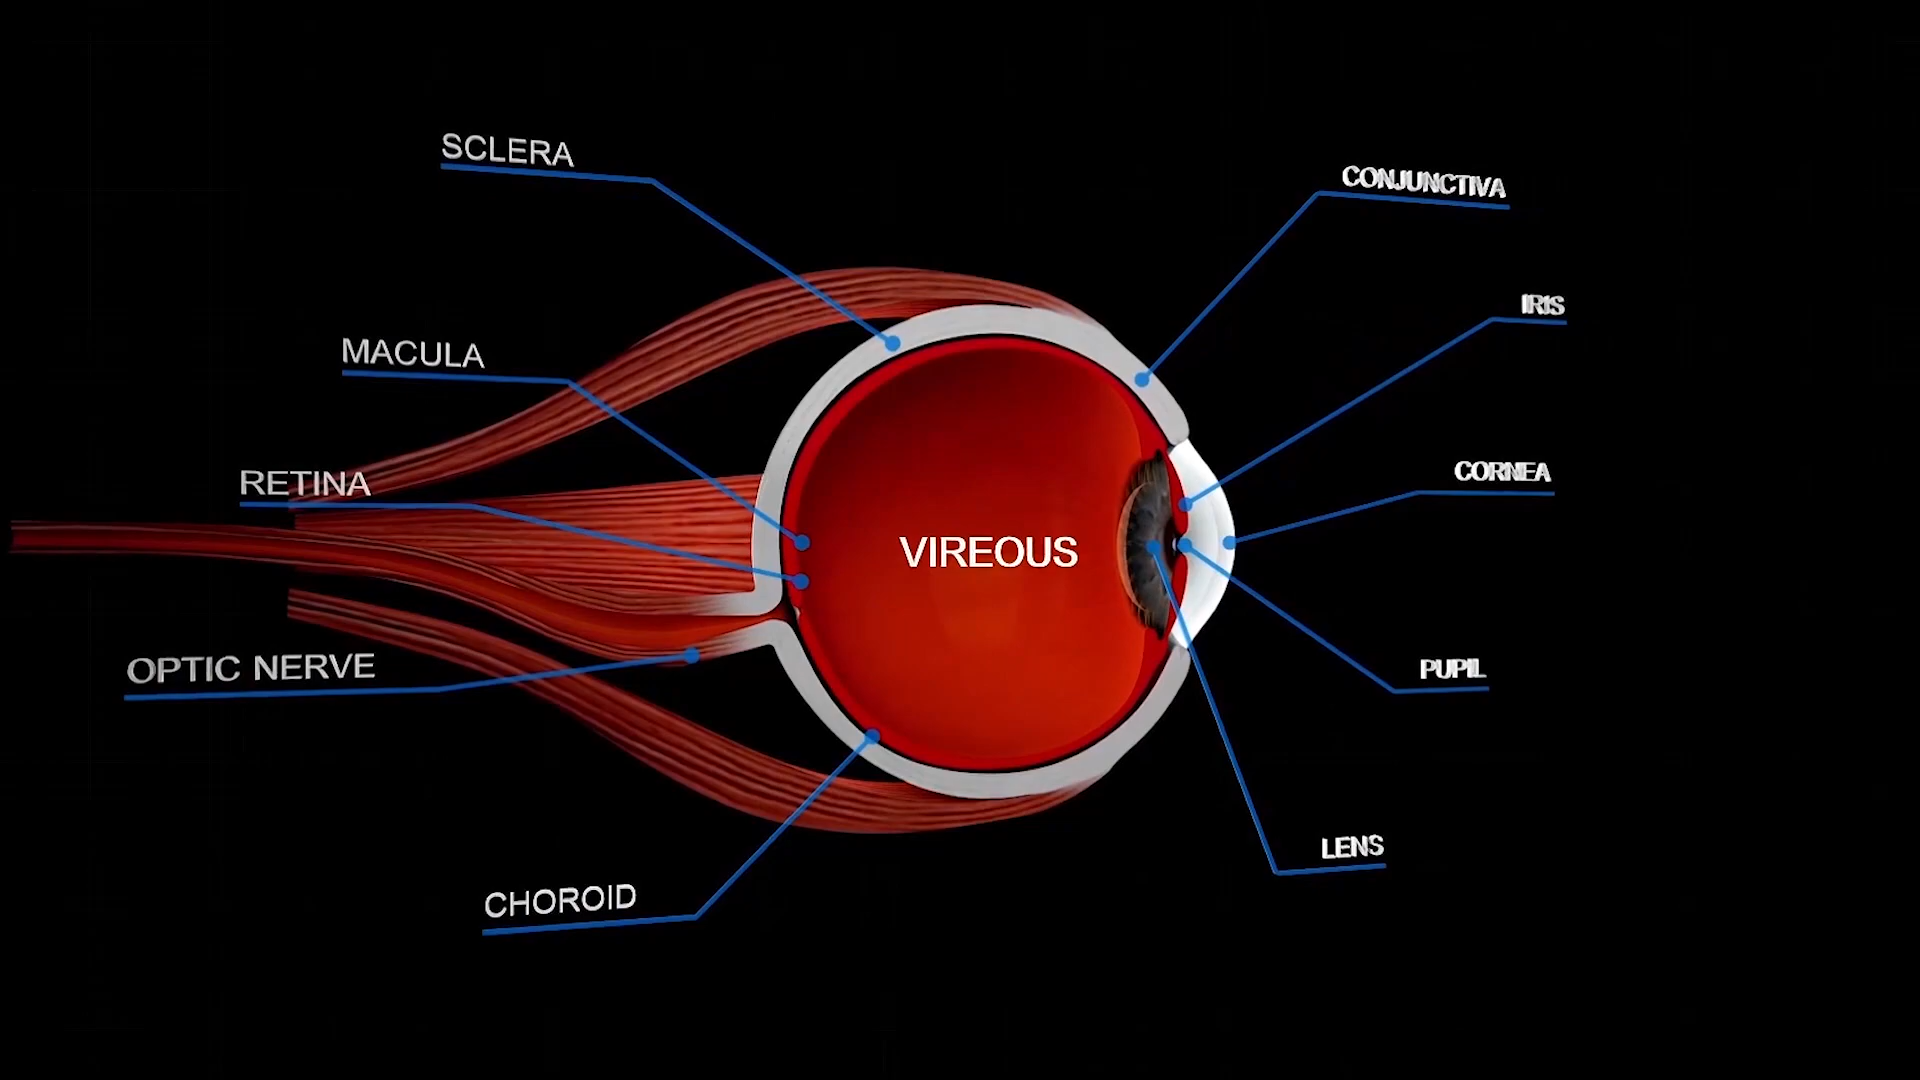 SCLERA
CONJUNCTIVA
IRIS
MACULA
CORNEA
RETINA
VIREOUS
OPTIC NERVE
PUPIL
LENS
CHOROID